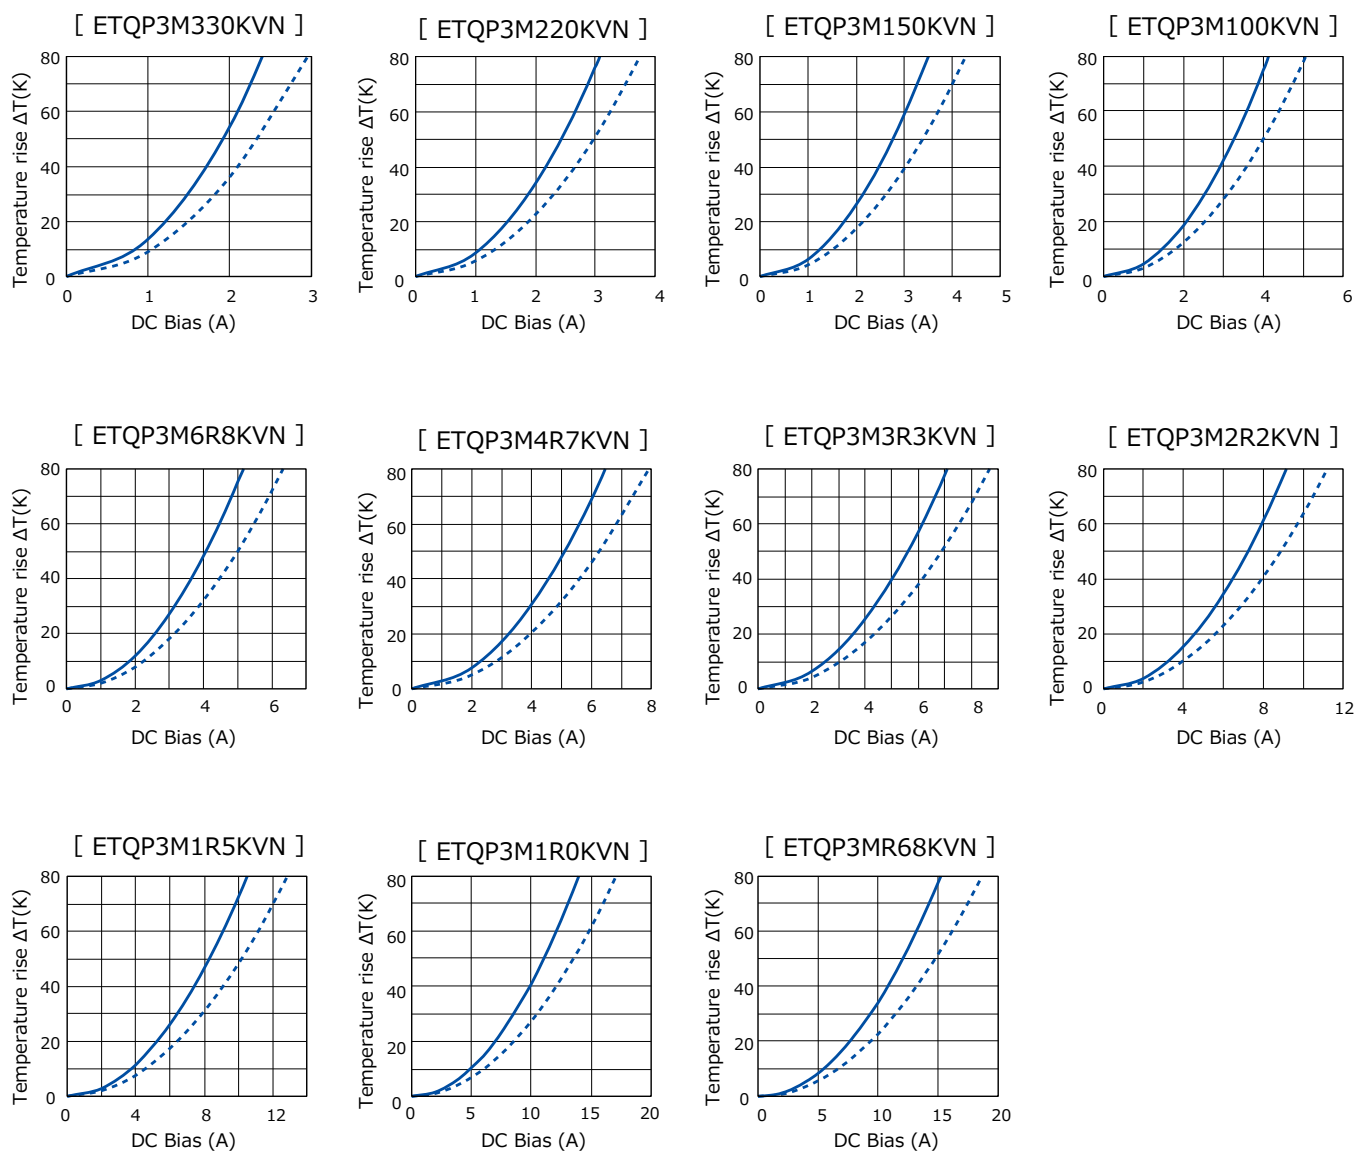 [ ETQP3M330KVN ]
Temperature rise ΔT(K)
80
60
40
20
0
0 1 2 3
DC Bias (A)
[ ETQP3M220KVN ]
Temperature rise ΔT(K)
80
60
40
20
0
0 1 2 3 4
DC Bias (A)
[ ETQP3M150KVN ]
Temperature rise ΔT(K)
80
60
40
20
0
0 1 2 3 4 5
DC Bias (A)
[ ETQP3M100KVN ]
Temperature rise ΔT(K)
80
60
40
20
0
0 2 4 6
DC Bias (A)
[ ETQP3M6R8KVN ]
Temperature rise ΔT(K)
80
60
40
20
0
0 2 4 6
DC Bias (A)
[ ETQP3M4R7KVN ]
Temperature rise ΔT(K)
80
60
40
20
0
0 2 4 6 8
DC Bias (A)
[ ETQP3M3R3KVN ]
Temperature rise ΔT(K)
80
60
40
20
0
0 2 4 6 8
DC Bias (A)
[ ETQP3M2R2KVN ]
Temperature rise ΔT(K)
80
60
40
20
0
0 4 8 12
DC Bias (A)
[ ETQP3M1R5KVN ]
Temperature rise ΔT(K)
80
60
40
20
0
0 4 8 12
DC Bias (A)
[ ETQP3M1R0KVN ]
Temperature rise ΔT(K)
80
60
40
20
0
0 5 10 15 20
DC Bias (A)
[ ETQP3MR68KVN ]
Temperature rise ΔT(K)
80
60
40
20
0
0 5 10 15 20
DC Bias (A)